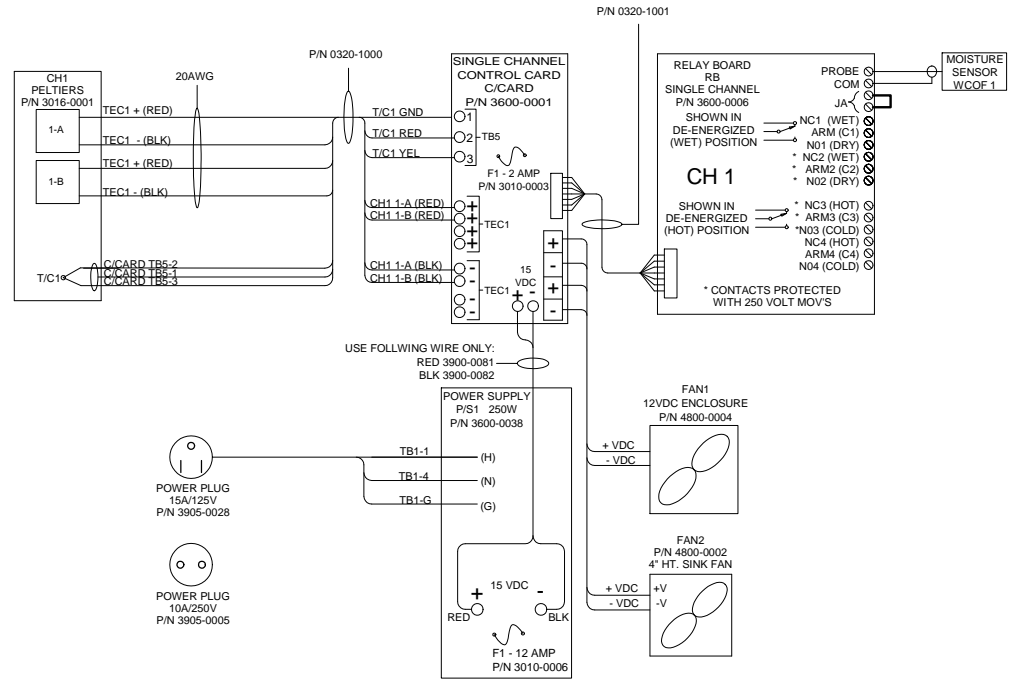 P/N 0320-1001
P/N 0320-1000
20AWG
CH1
PELTIERS
P/N 3016-0001
1-A
1-B
TEC1 + (RED)
TEC1 - (BLK)
TEC1 + (RED)
TEC1 - (BLK)
T/C1
C/CARD TB5-2
C/CARD TB5-1
C/CARD TB5-3
SINGLE CHANNEL
CONTROL CARD
C/CARD
P/N 3600-0001
T/C1 GND
T/C1 RED
T/C1 YEL
1
2
3
TB5
F1 - 2 AMP
P/N 3010-0003
CH1 1-A (RED)
CH1 1-B (RED)
+
+
+
+
TEC1
CH1 1-A (BLK)
CH1 1-B (BLK)
-
-
-
-
TEC1
15
VDC
+ -
+
-
+
-
RELAY BOARD
RB
SINGLE CHANNEL
P/N 3600-0006
SHOWN IN
DE-ENERGIZED
(WET) POSITION
CH 1
SHOWN IN
DE-ENERGIZED
(HOT) POSITION
PROBE
COM
JA
NC1 (WET)
ARM (C1)
N01 (DRY)
* NC2 (WET)
* ARM2 (C2)
* N02 (DRY)
* NC3 (HOT)
* ARM3 (C3)
*N03 (COLD)
NC4 (HOT)
ARM4 (C4)
N04 (COLD)
* CONTACTS PROTECTED
WITH 250 VOLT MOV'S
MOISTURE
SENSOR
WCOF 1
USE FOLLWING WIRE ONLY:
RED 3900-0081
BLK 3900-0082
POWER SUPPLY
P/S1 250W
P/N 3600-0038
TB1-1
(H)
TB1-4
(N)
TB1-G
(G)
15 VDC
+
-
RED
BLK
F1 - 12 AMP
P/N 3010-0006
POWER PLUG
15A/125V
P/N 3905-0028
POWER PLUG
10A/250V
P/N 3905-0005
FAN1
12VDC ENCLOSURE
P/N 4800-0004
+ VDC
- VDC
FAN2
P/N 4800-0002
4" HT. SINK FAN
+ VDC
- VDC
+V
-V